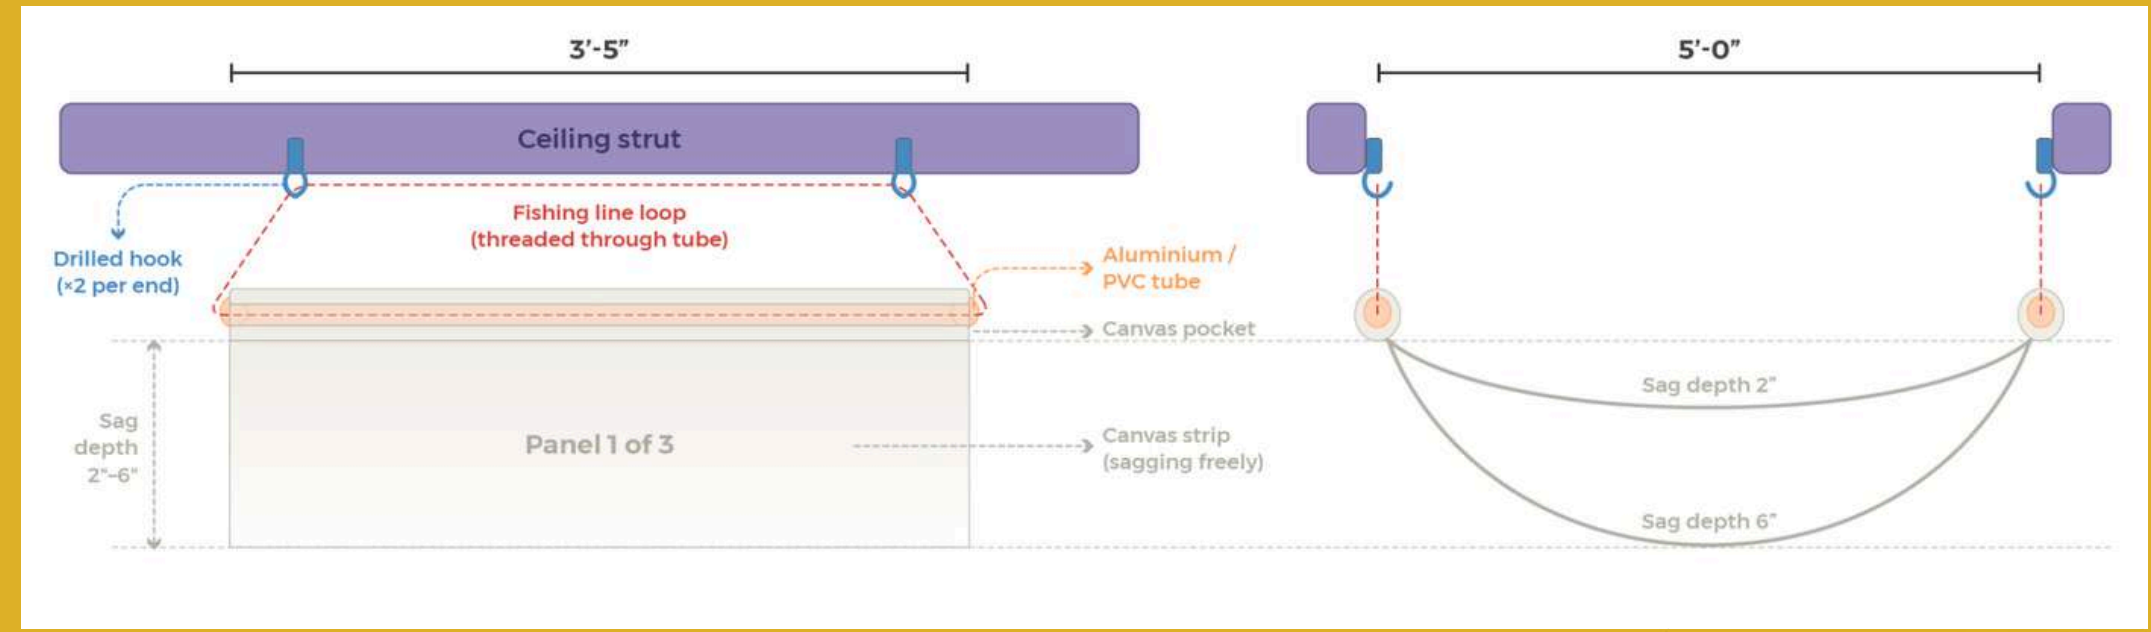 3’-5”
5’-0”
Ceiling strut
Fishing line loop
(threaded through tube)
Drilled hook
(×2 per end)
Aluminium /
PVC tube
Canvas pocket
Sag
depth
2"–6"
Panel 1 of 3
Canvas strip
(sagging freely)
Sag depth 2”
Sag depth 6”